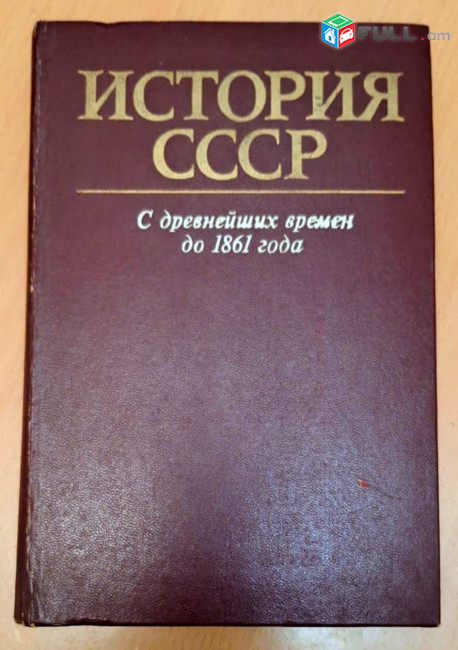 FULL.am
ИСТОРИЯ
СССР
С древнейших времен
до 1861 года